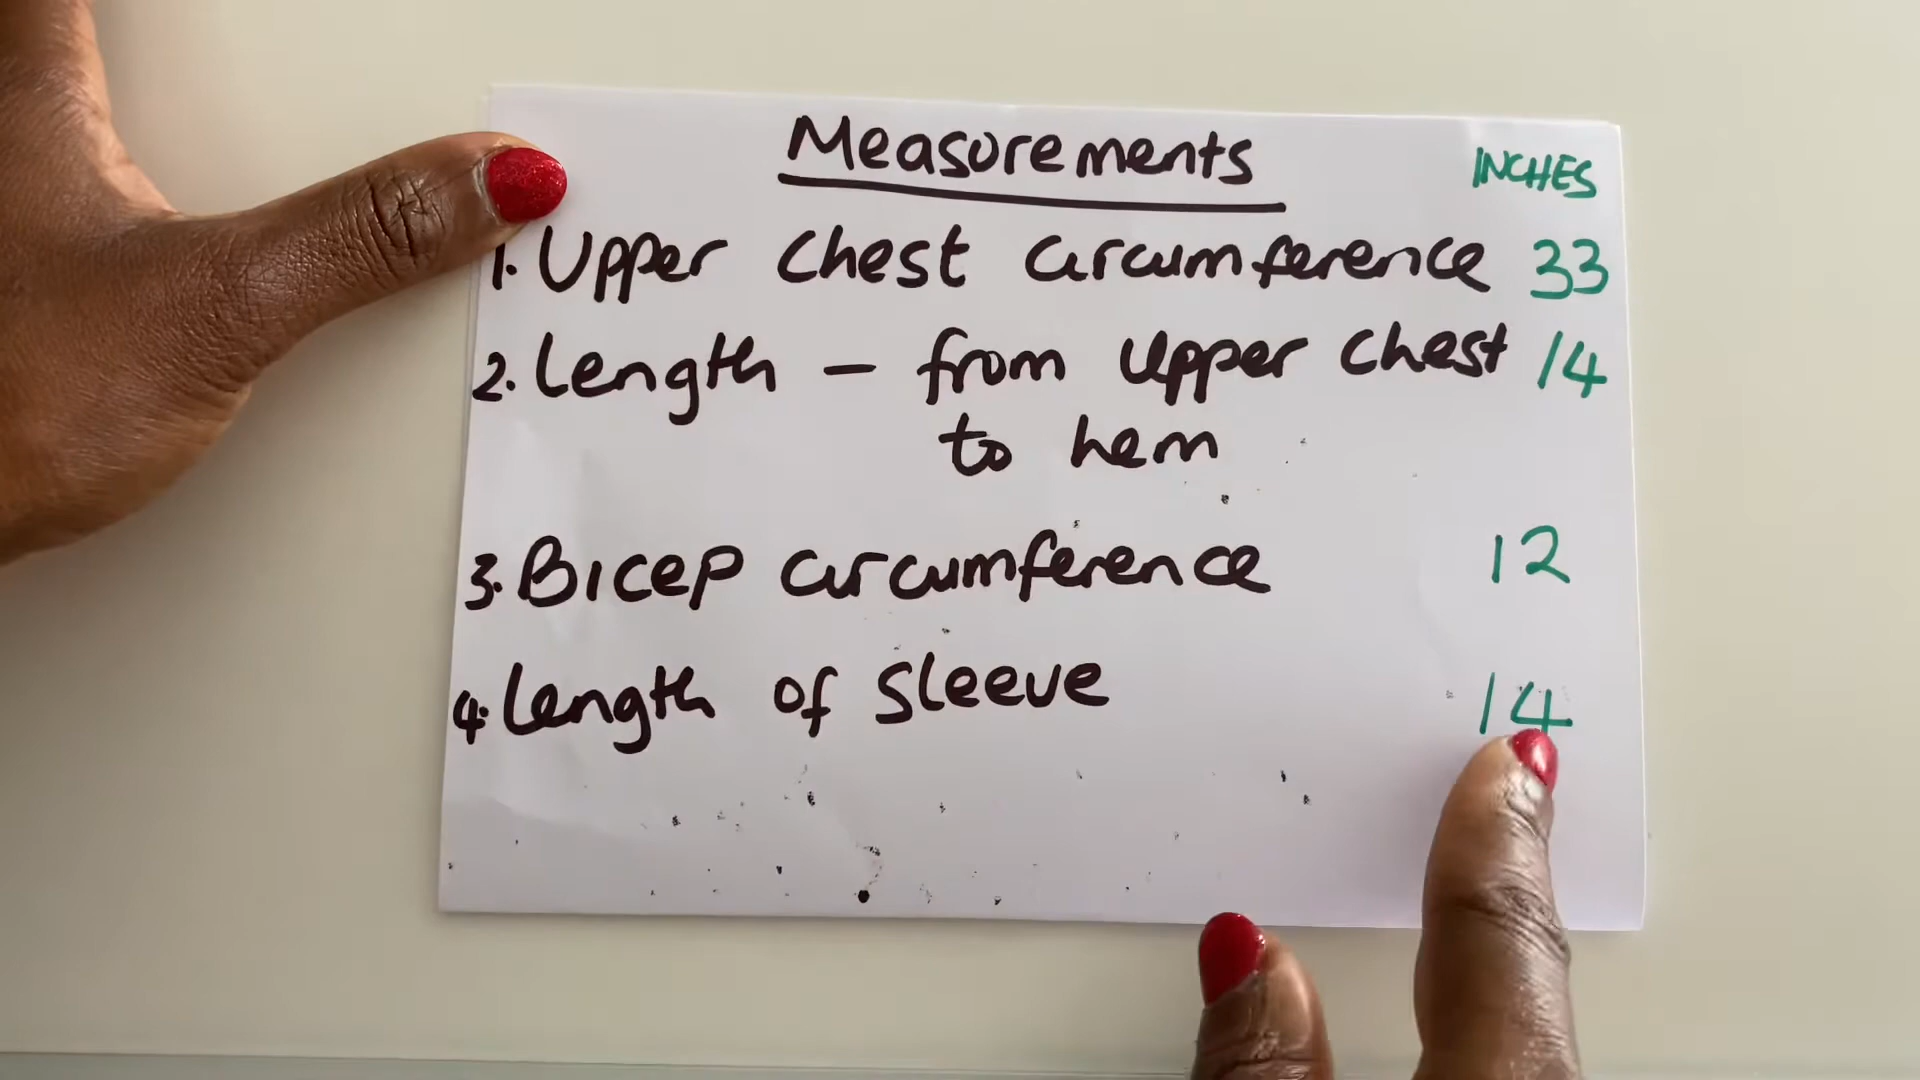 Measurements
INCHES
1. Upper chest circumference 33
2. Length - from upper chest 14
to hem
3. Bicep circumference 12
4. Length of sleeve 14